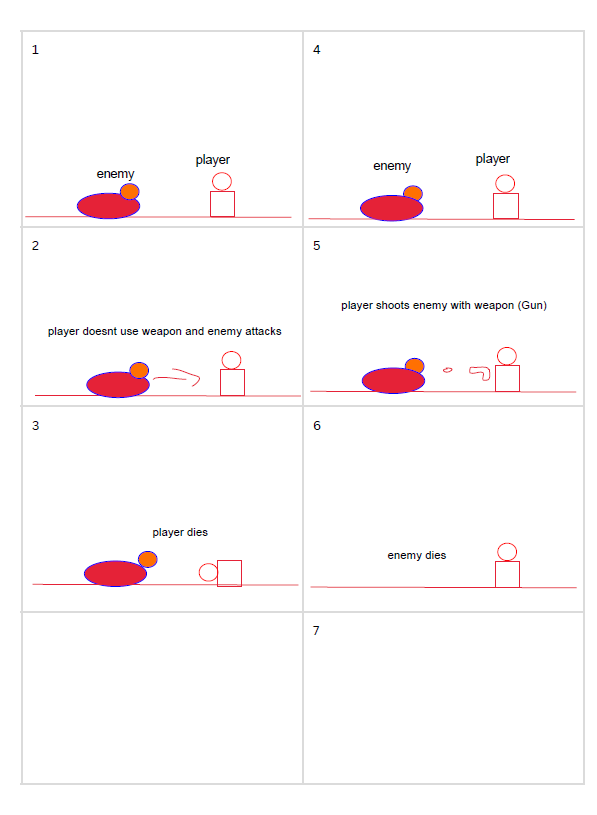 1
enemy
player
2
player doesnt use weapon and enemy attacks
3
player dies
4
enemy
player
5
player shoots enemy with weapon (Gun)
6
enemy dies
7